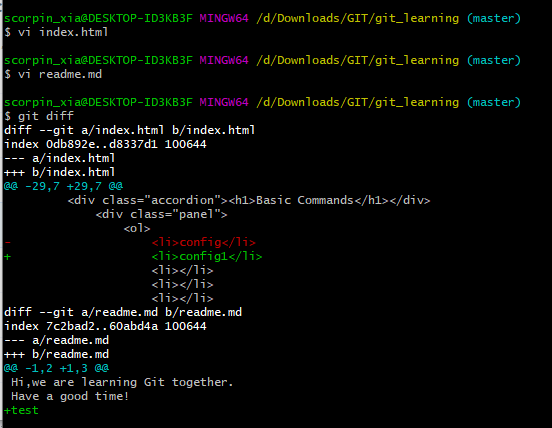 scorpin_xia@DESKTOP-ID3KB3F MINGW64 /d/Downloads/GIT/git_learning (master)
$ vi index.html
scorpin_xia@DESKTOP-ID3KB3F MINGW64 /d/Downloads/GIT/git_learning (master)
$ vi readme.md
scorpin_xia@DESKTOP-ID3KB3F MINGW64 /d/Downloads/GIT/git_learning (master)
$ git diff
diff --git a/index.html b/index.html
index 0db892e..d8337d1 100644
--- a/index.html
+++ b/index.html
@@ -29,7 +29,7 @@
         <div class="accordion"><h1>Basic Commands</h1></div>
             <div class="panel">
                 <ol>
-                    <li>config</li>
+                    <li>config1</li>
                     <li></li>
                     <li></li>
                     <li></li>
diff --git a/readme.md b/readme.md
index 7c2bad2..60abd4a 100644
--- a/readme.md
+++ b/readme.md
@@ -1,2 +1,3 @@
 Hi,we are learning Git together.
 Have a good time!
+test